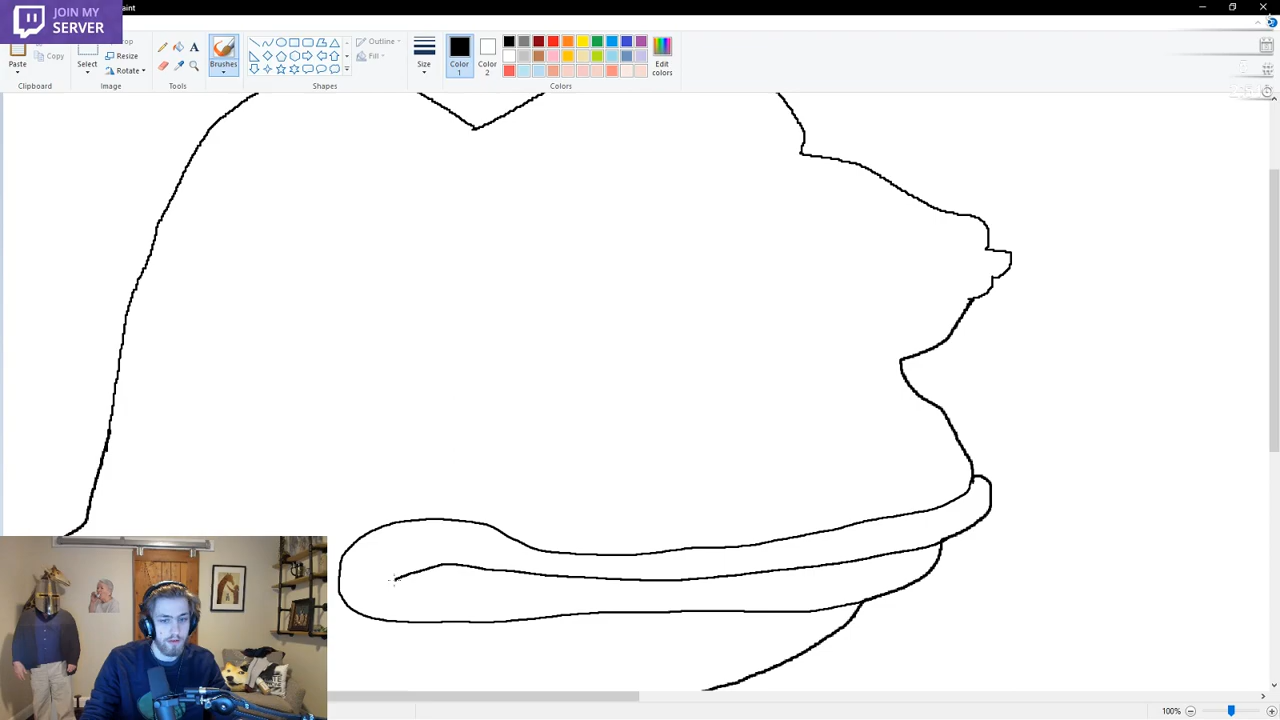 JOIN MY
SERVER
aint
Paste
Copy
Clipboard
Select
Resize
Rotate
Image
Tools
Brushes
Shapes
Outline
Fill
Size
Color
1
Color
2
Edit
colors
Colors
100%